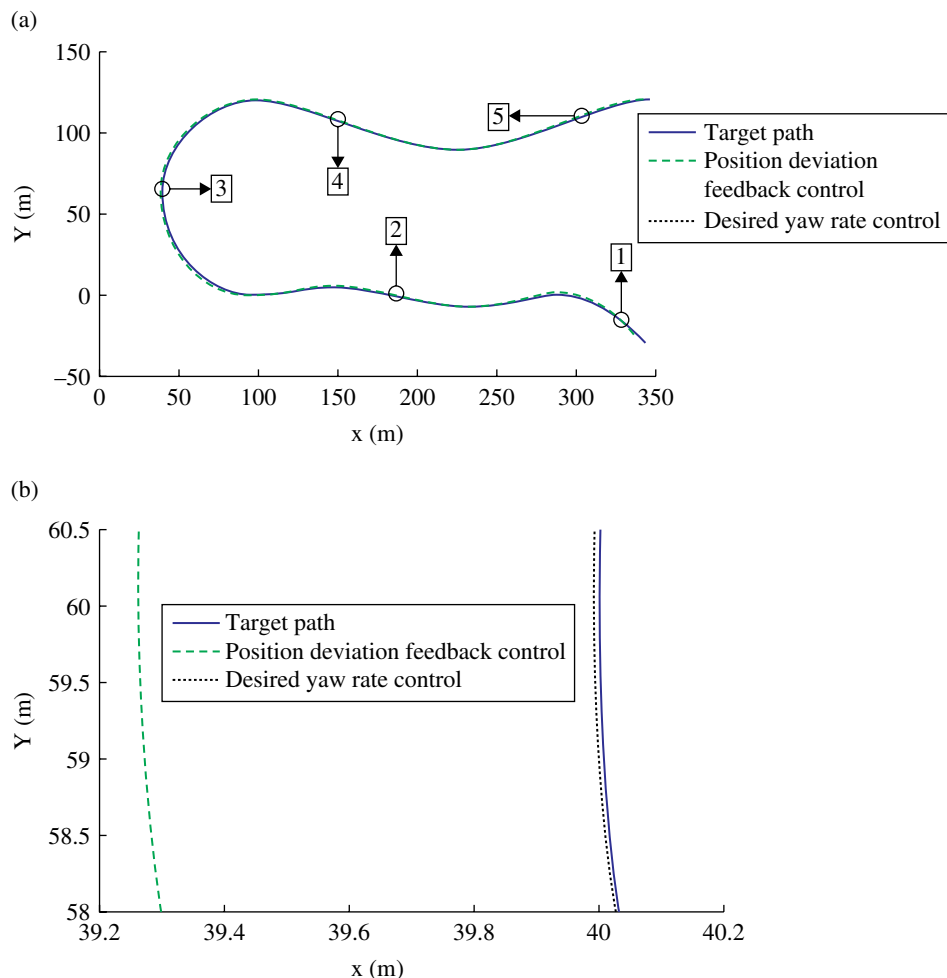 (a)
150
100
50
0
–50
Y (m)
0 50 100 150 200 250 300 350
x (m)
1
2
3
4
5
Target path
Position deviation
feedback control
Desired yaw rate control
(b)
60.5
60
59.5
59
58.5
58
Y (m)
39.2 39.4 39.6 39.8 40 40.2
x (m)
Target path
Position deviation feedback control
Desired yaw rate control